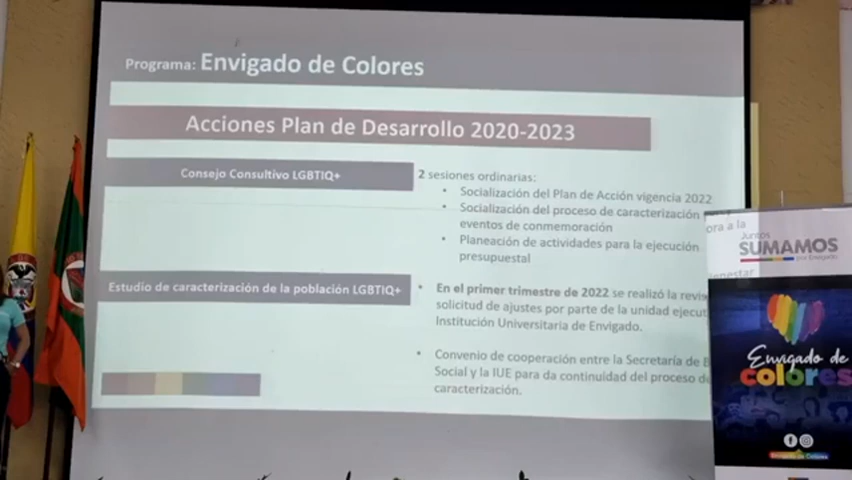 Programa: Envigado de Colores
Acciones Plan de Desarrollo 2020-2023
Consejo Consultivo LGBTIQ+
2 sesiones ordinarias:
• Socialización del Plan de Acción vigencia 2022
• Socialización del proceso de caracterización
eventos de conmemoración
• Planeación de actividades para la ejecución
presupuestal
Estudio de caracterización de la población LGBTIQ+
• En el primer trimestre de 2022 se realizó la
solicitud de ajustes por parte de la unidad
Institución Universitaria de Envigado.
• Convenio de cooperación entre la Secretaría de
Social y la IUE para da continuidad del proceso
caracterización.
ora a la
Juntos
SUMAMOS
por Envigado
Envigado de
colores
Envigado de Colores